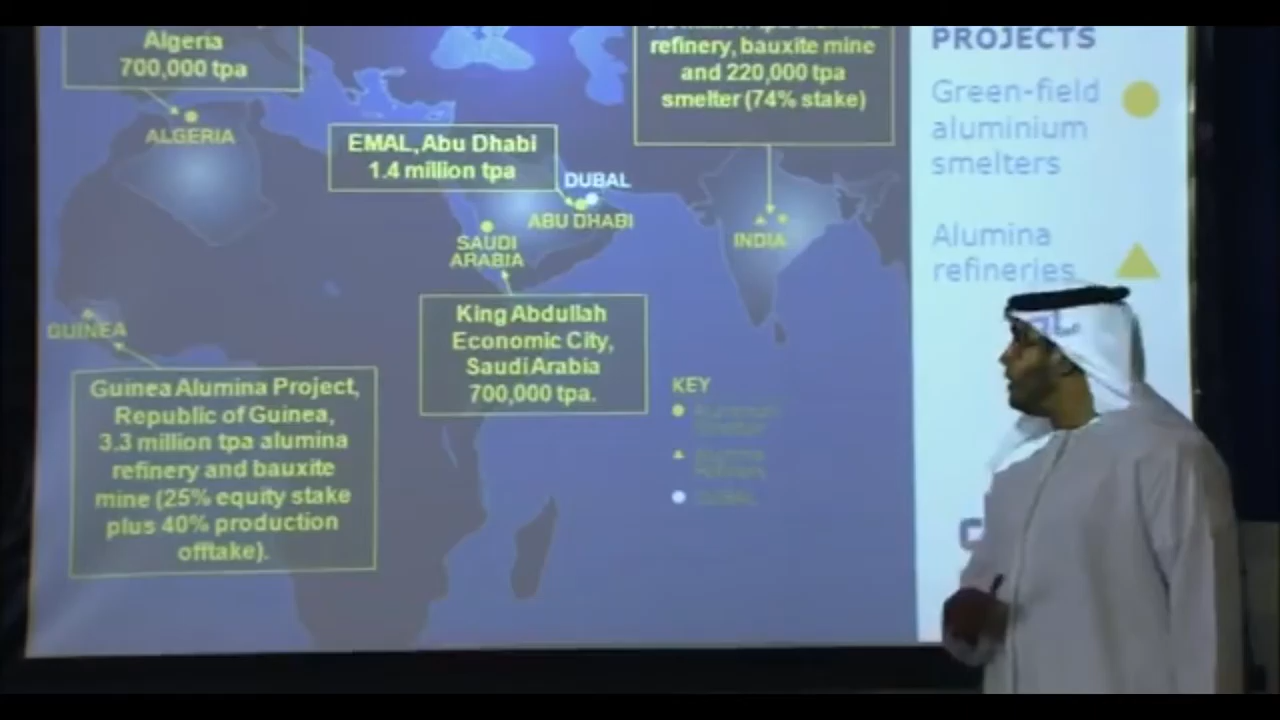 Algeria
700,000 tpa
ALGERIA
refinery, bauxite mine
and 220,000 tpa
smelter (74% stake)
EMAL, Abu Dhabi
1.4 million tpa
DUBAL
ABU DHABI
SAUDI
ARABIA
INDIA
King Abdullah
Economic City,
Saudi Arabia
700,000 tpa.
GUINEA
Guinea Alumina Project,
Republic of Guinea,
3.3 million tpa alumina
refinery and bauxite
mine (25% equity stake
plus 40% production
offtake).
KEY
Alumina
Refinery
DUBAL
PROJECTS
Green-field
aluminium
smelters
Alumina
refineries